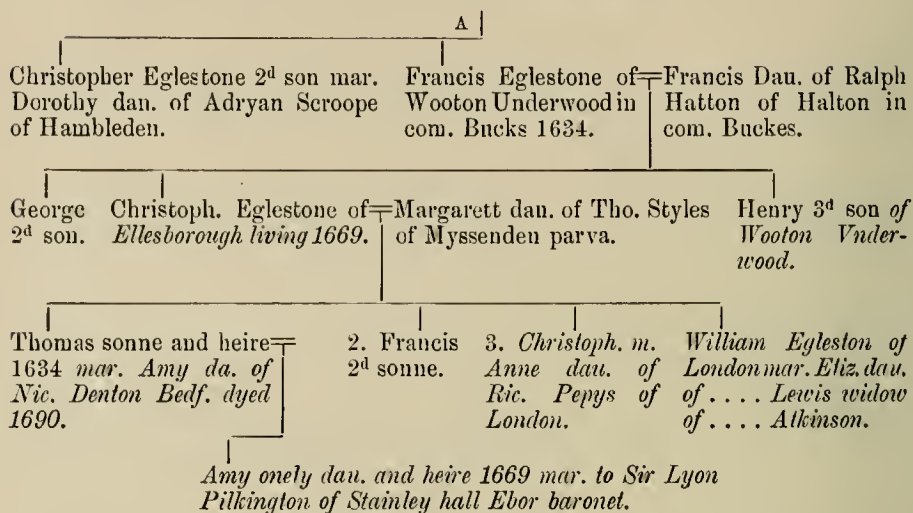 A
Christopher Eglestone 2d son mar.
Dorothy dan. of Adryan Scroope
of Hambleden.
Francis Eglestone of
Wooton Underwood in
com. Bucks 1634.
Francis Dau. of Ralph
Hatton of Halton in
com. Buckes.
George
2d son.
Christoph. Eglestone of
Ellesborough living 1669.
Margarett dau. of Tho. Styles
of Myssenden parva.
Henry 3d son of
Wooton Vnder-
wood.
Thomas sonne and heire
1634 mar. Amy da. of
Nic. Denton Bedf. dyed
1690.
2. Francis
2d sonne.
3. Christoph. m.
Anne dau. of
Ric. Pepys of
London.
William Egleston of
London mar. Eliz. dau.
of .... Lewis widow
of .... Atkinson.
Amy onely dau. and heire 1669 mar. to Sir Lyon
Pilkington of Stainley hall Ebor baronet.